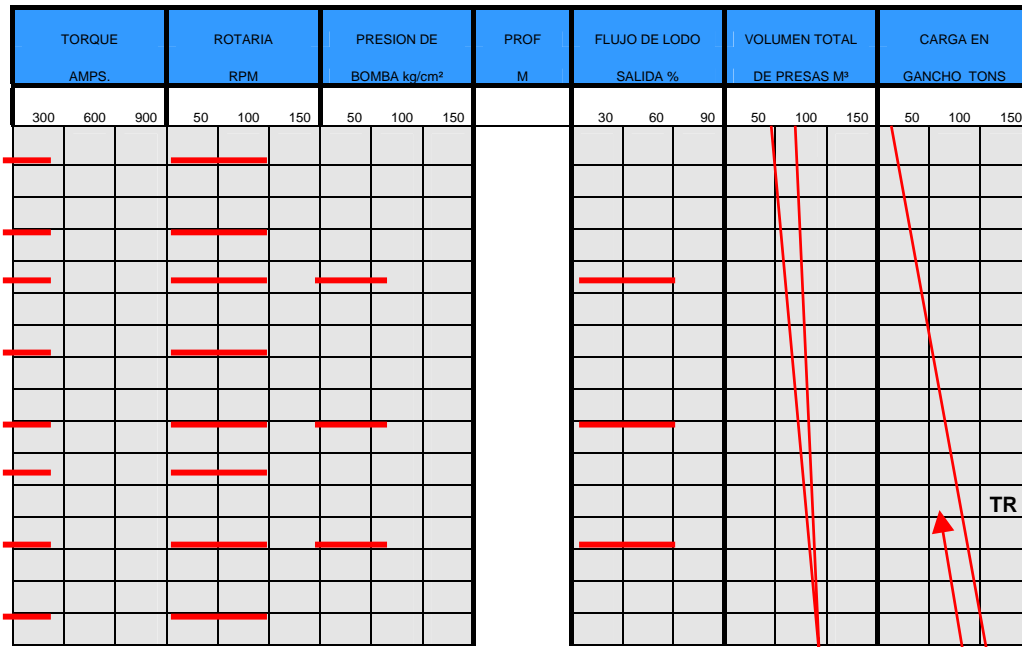 TORQUE ROTARIA PRESION DE PROF FLUJO DE LODO VOLUMEN TOTAL CARGA EN
AMPS. RPM BOMBA kg/cm² M SALIDA % DE PRESAS M³ GANCHO TONS
300 600 900 50 100 150 50 100 150 30 60 90 50 100 150 50 100 150
TR